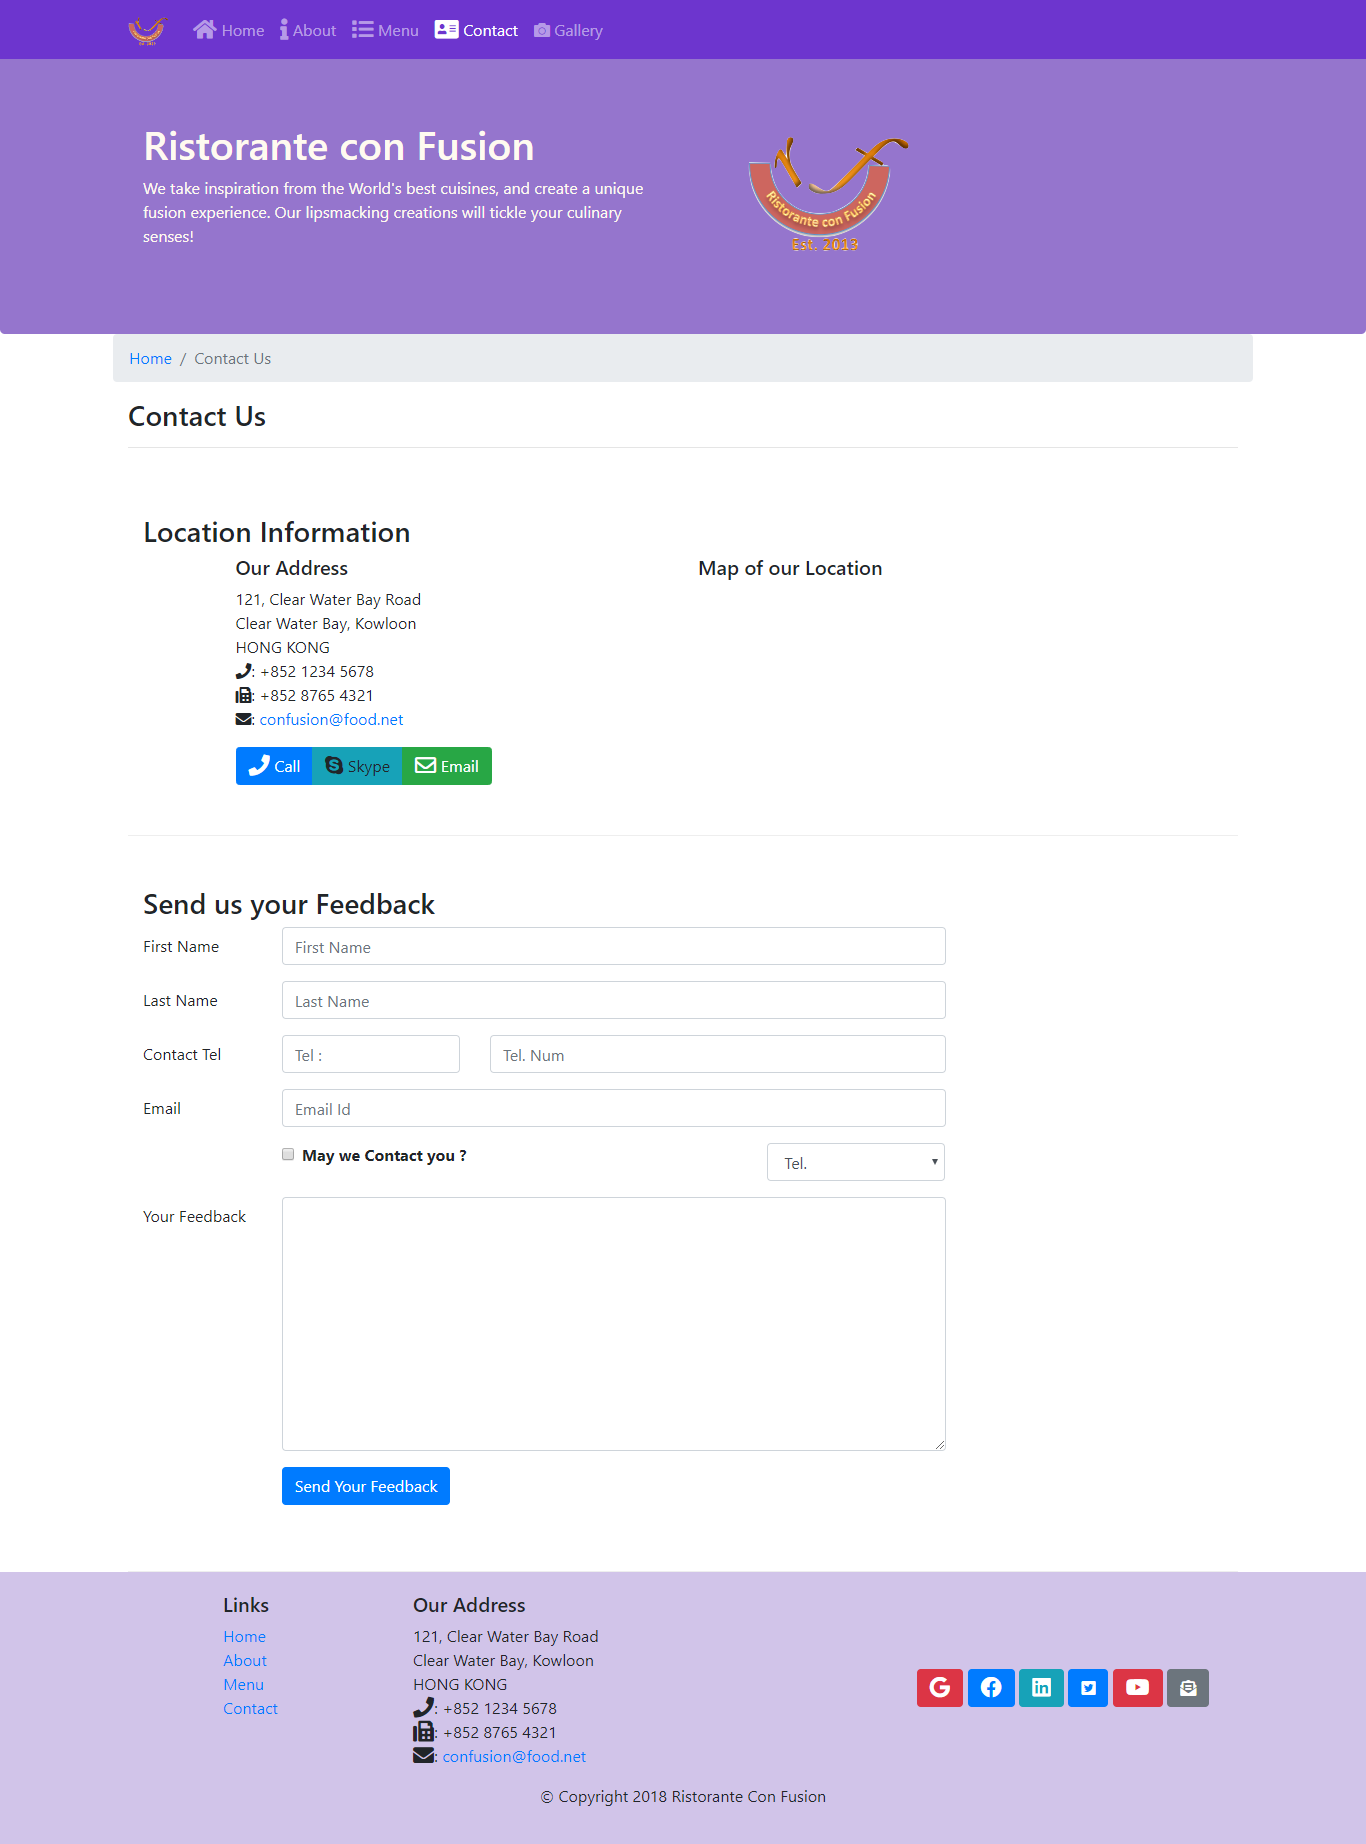 Home About Menu Contact Gallery
Ristorante con Fusion
We take inspiration from the World's best cuisines, and create a unique
fusion experience. Our lipsmacking creations will tickle your culinary
senses!
Ristorante con Fusion
Est. 2013
Home / Contact Us
Contact Us
Location Information
Our Address
121, Clear Water Bay Road
Clear Water Bay, Kowloon
HONG KONG
: +852 1234 5678
: +852 8765 4321
: confusion@food.net
Call Skype Email
Map of our Location
Send us your Feedback
First Name First Name
Last Name Last Name
Contact Tel Tel : Tel. Num
Email Email Id
May we Contact you ? Tel.
Your Feedback
Send Your Feedback
Links
Home
About
Menu
Contact
Our Address
121, Clear Water Bay Road
Clear Water Bay, Kowloon
HONG KONG
: +852 1234 5678
: +852 8765 4321
: confusion@food.net
© Copyright 2018 Ristorante Con Fusion